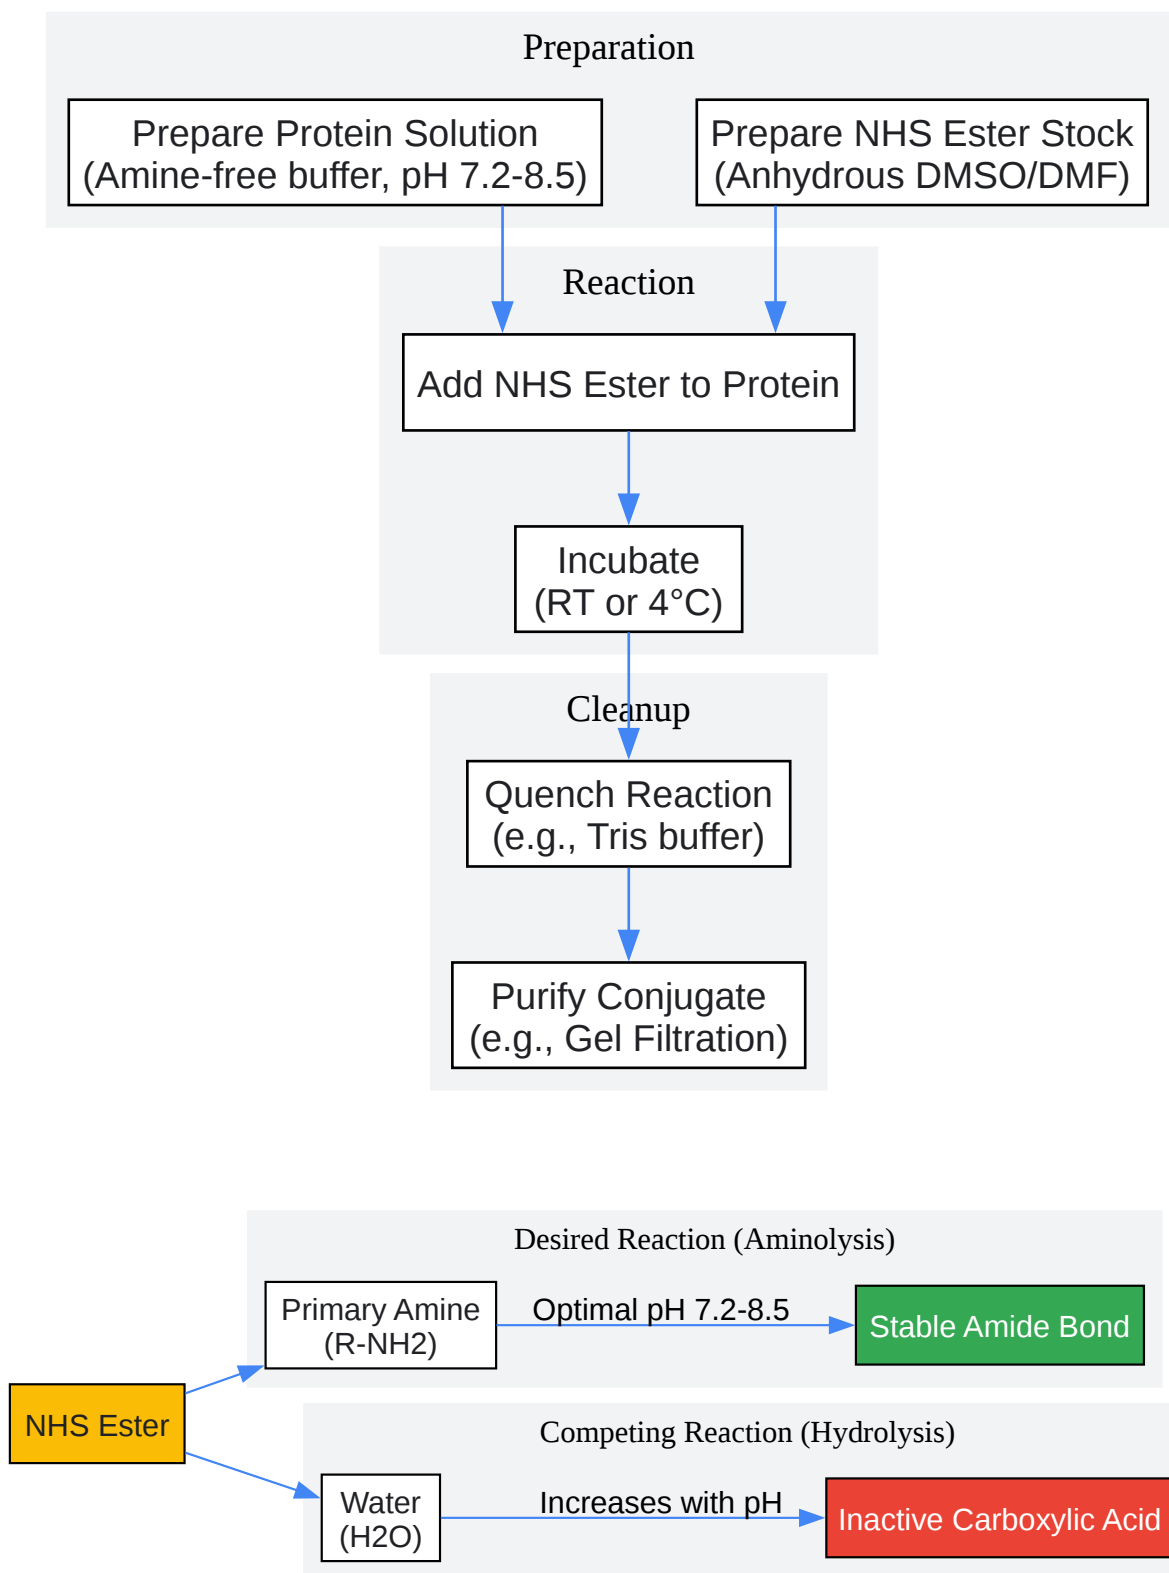 Preparation
Prepare Protein Solution
(Amine-free buffer, pH 7.2-8.5)
Prepare NHS Ester Stock
(Anhydrous DMSO/DMF)
Reaction
Add NHS Ester to Protein
Incubate
(RT or 4°C)
Cleanup
Quench Reaction
(e.g., Tris buffer)
Purify Conjugate
(e.g., Gel Filtration)
Desired Reaction (Aminolysis)
Primary Amine
(R-NH2)
Optimal pH 7.2-8.5
Stable Amide Bond
NHS Ester
Competing Reaction (Hydrolysis)
Water
(H2O)
Increases with pH
Inactive Carboxylic Acid